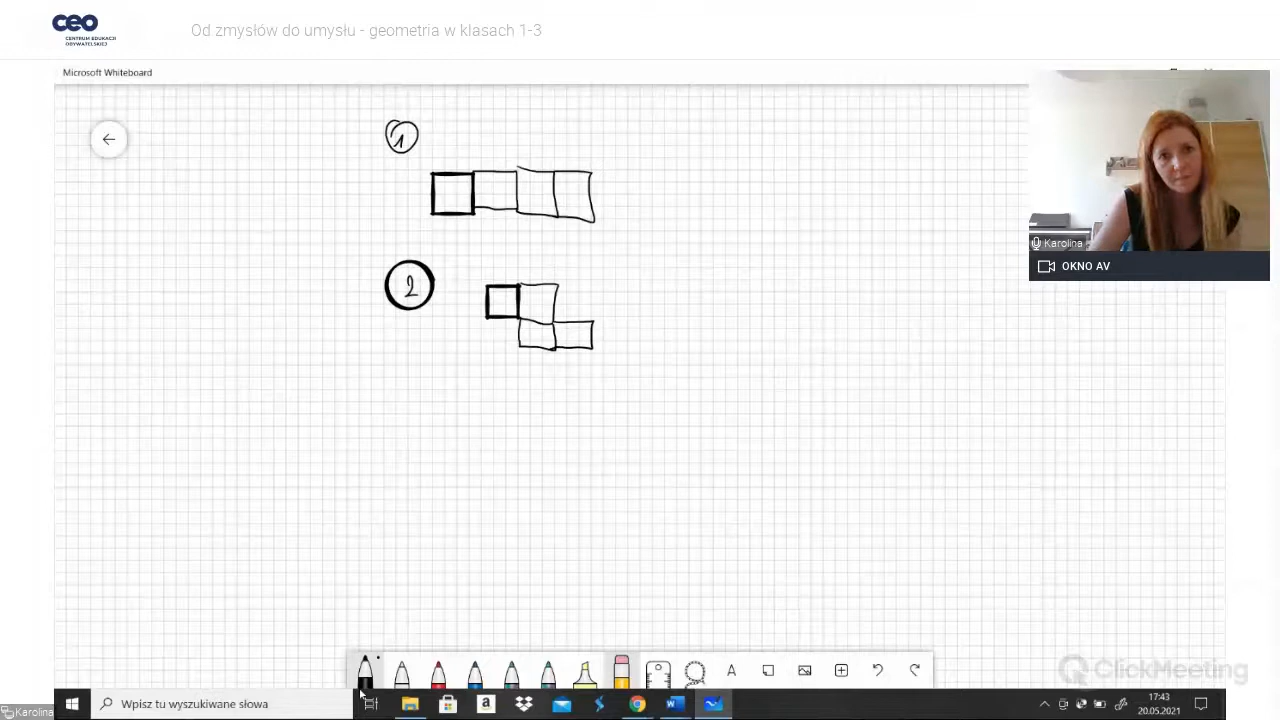 ceo
CENTRUM EDUKACJI
OBYWATELSKIEJ
Od zmysłów do umysłu - geometria w klasach 1-3
Microsoft Whiteboard
1
2
Karolina
OKNO AV
A
ClickMeeting
Wpisz tu wyszukiwane słowa
17:43
20.05.2021
Karolina